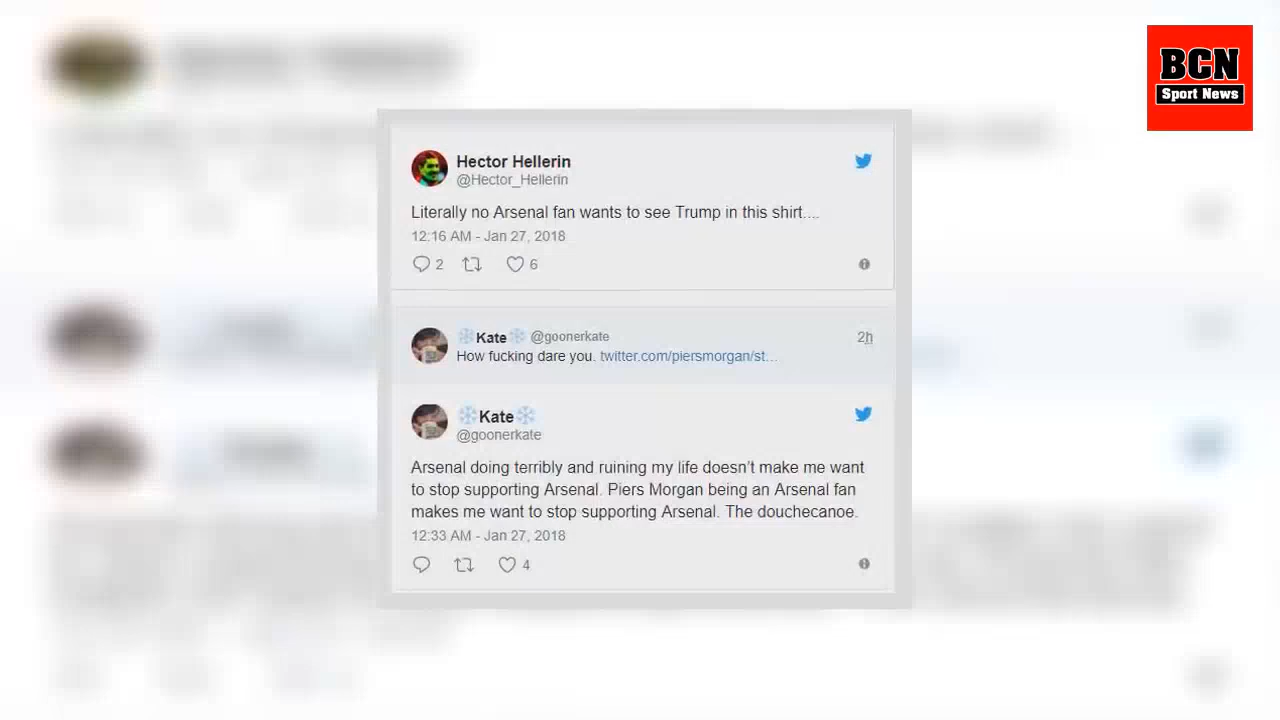 BCN
Sport News
Hector Hellerin
@Hector_Hellerin
Literally no Arsenal fan wants to see Trump in this shirt....
12:16 AM - Jan 27, 2018
2 6
❄Kate❄ @goonerkate 2h
How fucking dare you. twitter.com/piersmorgan/st...
❄Kate❄
@goonerkate
Arsenal doing terribly and ruining my life doesn't make me want
to stop supporting Arsenal. Piers Morgan being an Arsenal fan
makes me want to stop supporting Arsenal. The douchecanoe.
12:33 AM - Jan 27, 2018
4